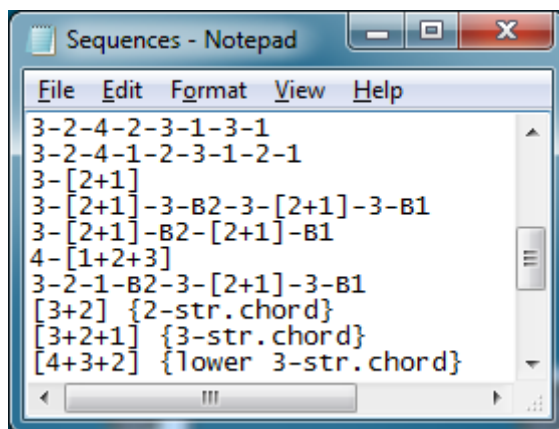 Sequences - Notepad
File Edit Format View Help
3-2-4-2-3-1-3-1
3-2-4-1-2-3-1-2-1
3-[2+1]
3-[2+1]-3-B2-3-[2+1]-3-B1
3-[2+1]-B2-[2+1]-B1
4-[1+2+3]
3-2-1-B2-3-[2+1]-3-B1
[3+2] {2-str.chord}
[3+2+1] {3-str.chord}
[4+3+2] {lower 3-str.chord}